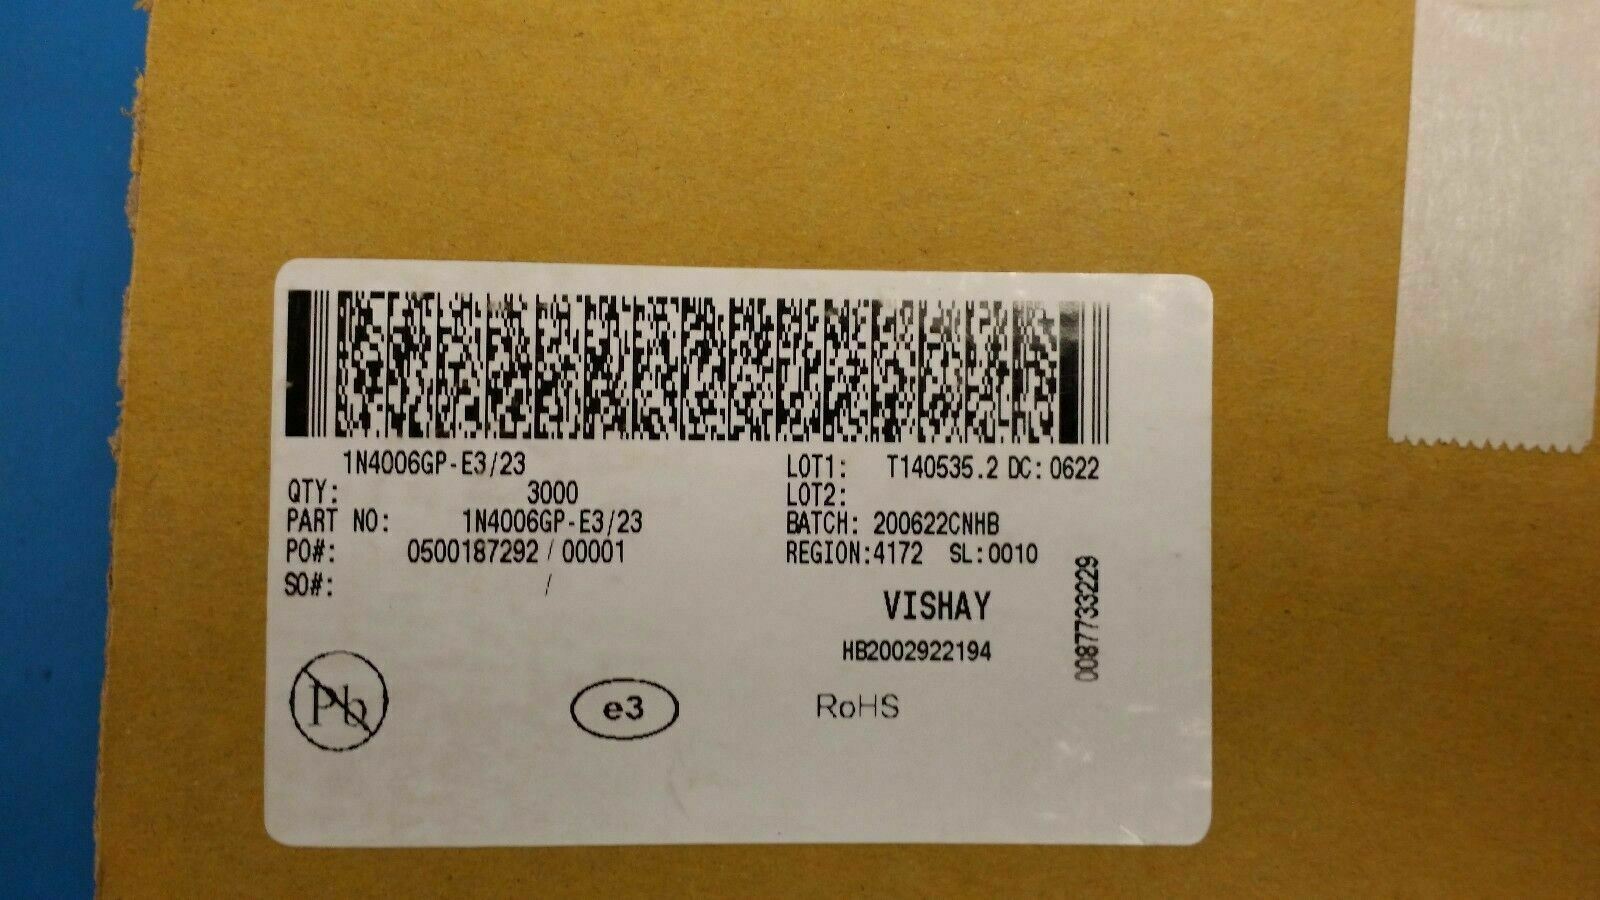 1N4006GP-E3/23
QTY: 3000
PART NO: 1N4006GP-E3/23
PO#: 0500187292 / 00001
SO#: /
LOT1: T140535.2 DC: 0622
LOT2:
BATCH: 200622CNHB
REGION:4172 SL:0010
VISHAY
HB2002922194
0087733229
Pb
e3
RoHS